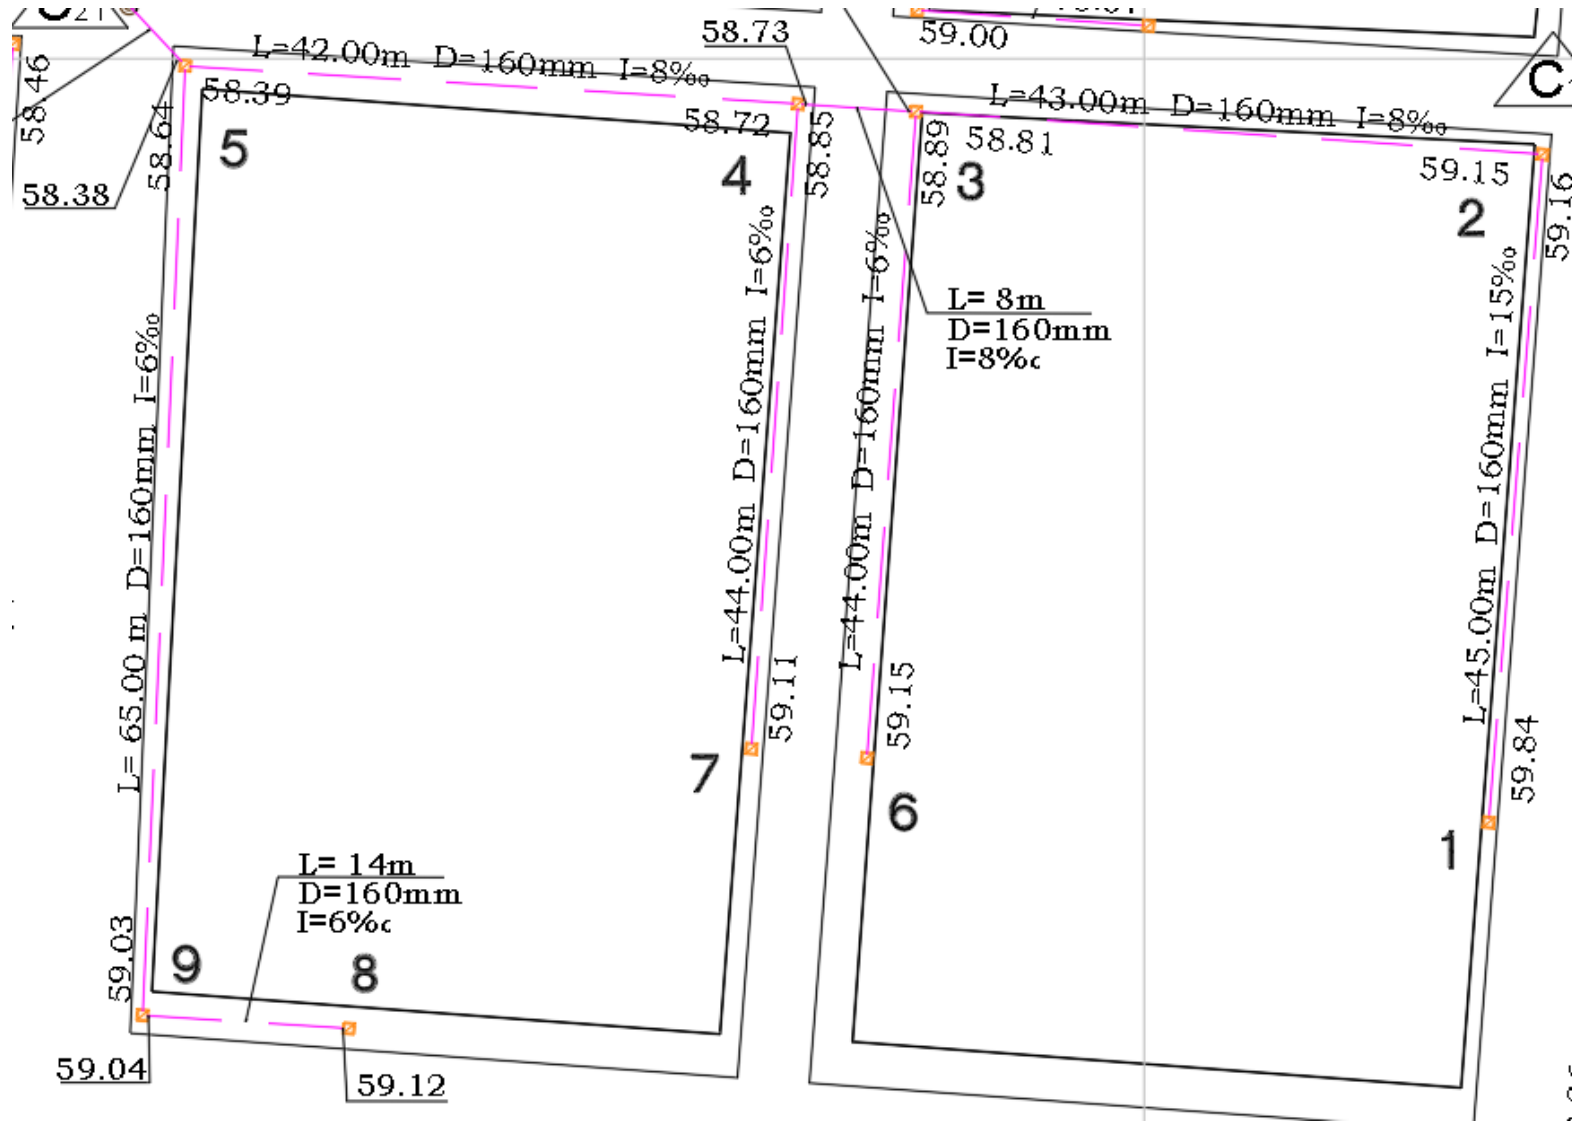 21
58.46
L=42.00m D=160mm I=8‰
58.73
59.00
C
58.39
58.64
58.38
5
58.72
58.85
4
L=43.00m D=160mm I=8‰
58.89
58.81
3
59.15
59.16
2
L= 65.00 m D=160mm I=6‰
L=44.00m D=160mm I=6‰
L=44.00m D=160mm I=6‰
L= 8m
D=160mm
I=8‰
L=45.00m D=160mm I=15‰
59.11
7
59.15
6
59.84
1
L= 14m
D=160mm
I=6‰
59.03
9
8
59.04
59.12